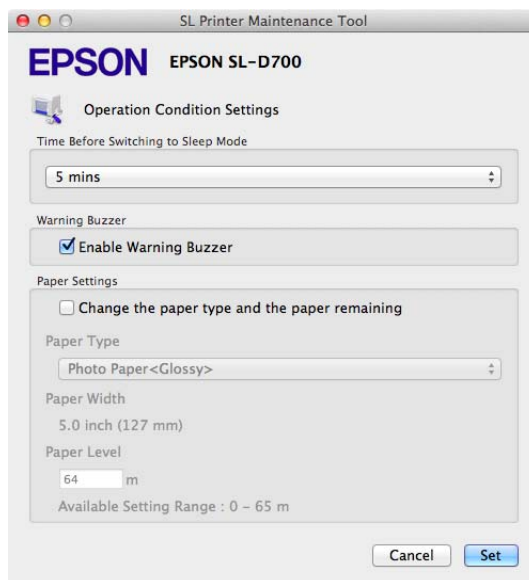 SL Printer Maintenance Tool
EPSON EPSON SL-D700
Operation Condition Settings
Time Before Switching to Sleep Mode
5 mins
Warning Buzzer
Enable Warning Buzzer
Paper Settings
Change the paper type and the paper remaining
Paper Type
Photo Paper<Glossy>
Paper Width
5.0 inch (127 mm)
Paper Level
64 m
Available Setting Range : 0 – 65 m
Cancel Set